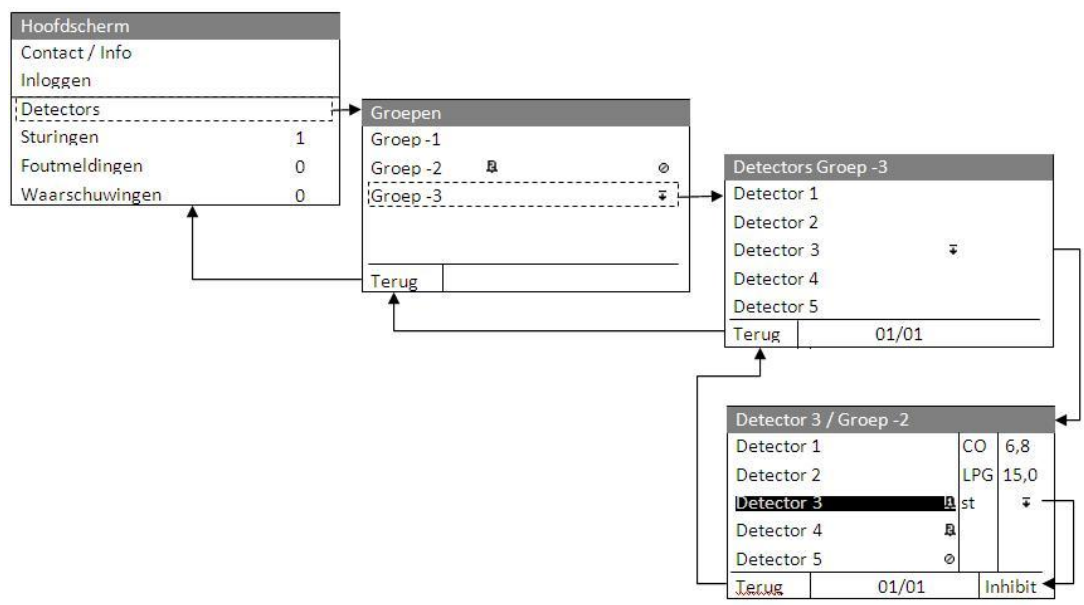 Hoofdscherm
Contact / Info
Inloggen
Detectors
Sturingen 1
Foutmeldingen 0
Waarschuwingen 0
Groepen
Groep -1
Groep -2
Groep -3
Terug
Detectors Groep -3
Detector 1
Detector 2
Detector 3
Detector 4
Detector 5
Terug 01/01
Detector 3 / Groep -2
Detector 1 CO 6,8
Detector 2 LPG 15,0
Detector 3 st
Detector 4
Detector 5
Terug 01/01 Inhibit